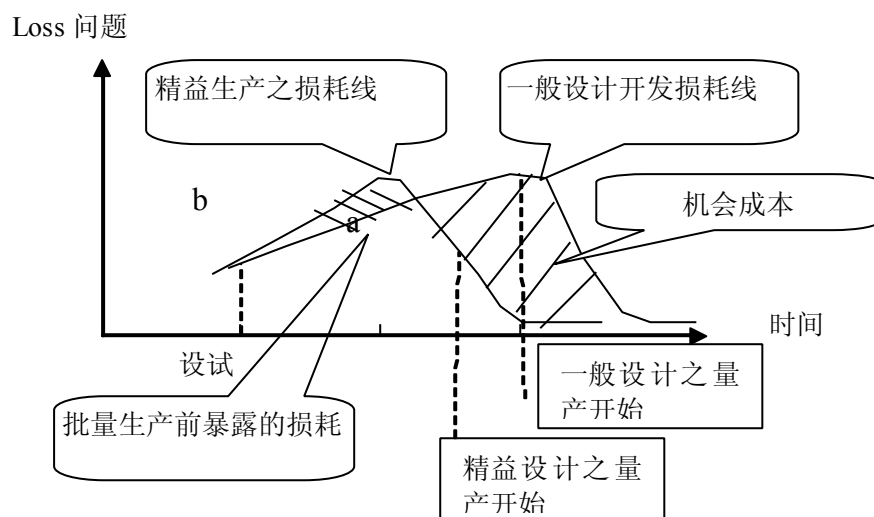 Loss 问题
精益生产之损耗线
一般设计开发损耗线
b
a
机会成本
时间
设试
一般设计之量
产开始
批量生产前暴露的损耗
精益设计之量
产开始